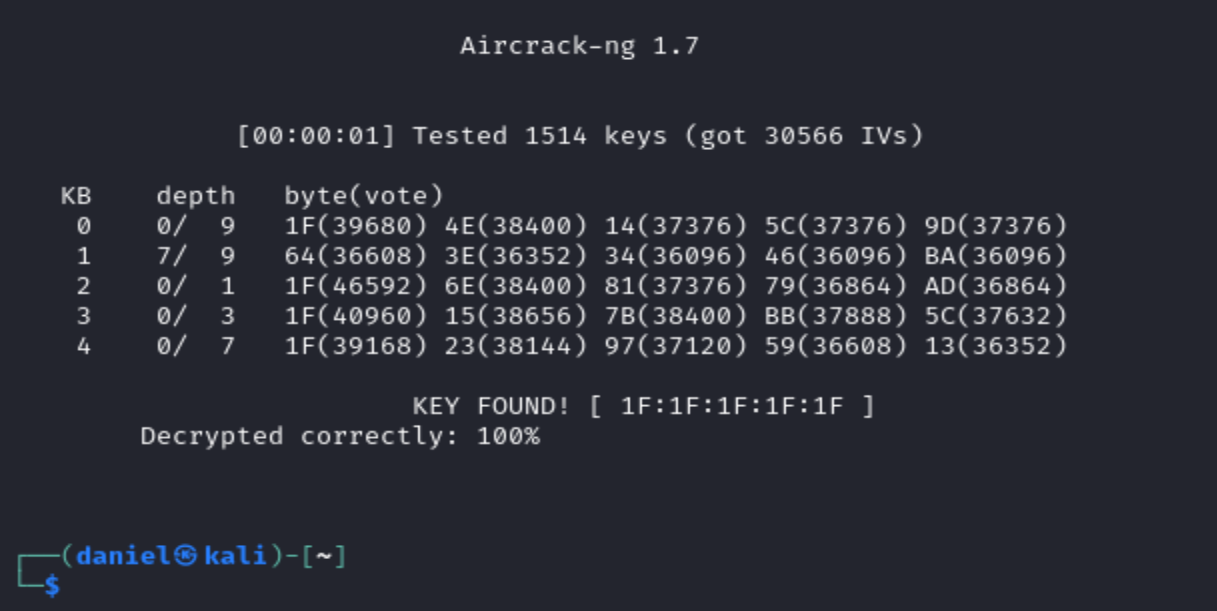 Aircrack-ng 1.7
[00:00:01] Tested 1514 keys (got 30566 IVs)
KB    depth   byte(vote)
0    0/  9   1F(39680) 4E(38400) 14(37376) 5C(37376) 9D(37376)
1    7/  9   64(36608) 3E(36352) 34(36096) 46(36096) BA(36096)
2    0/  1   1F(46592) 6E(38400) 81(37376) 79(36864) AD(36864)
3    0/  3   1F(40960) 15(38656) 7B(38400) BB(37888) 5C(37632)
4    0/  7   1F(39168) 23(38144) 97(37120) 59(36608) 13(36352)
KEY FOUND! [ 1F:1F:1F:1F:1F ]
Decrypted correctly: 100%
┌──(daniel㉿kali)-[~]
└─$